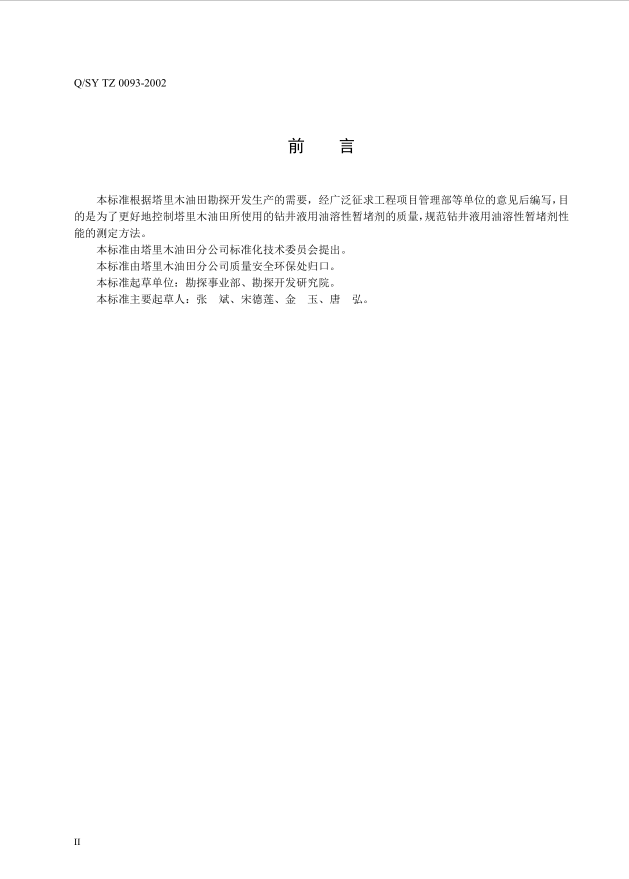 Q/SY TZ 0093-2002
前　　言
本标准根据塔里木油田勘探开发生产的需要，经广泛征求工程项目管理部等单位的意见后编写，目
的是为了更好地控制塔里木油田所使用的钻井液用油溶性暂堵剂的质量，规范钻井液用油溶性暂堵剂性
能的测定方法。
本标准由塔里木油田分公司标准化技术委员会提出。
本标准由塔里木油田分公司质量安全环保处归口。
本标准起草单位：勘探事业部、勘探开发研究院。
本标准主要起草人：张　斌、宋德莲、金　玉、唐　弘。
II